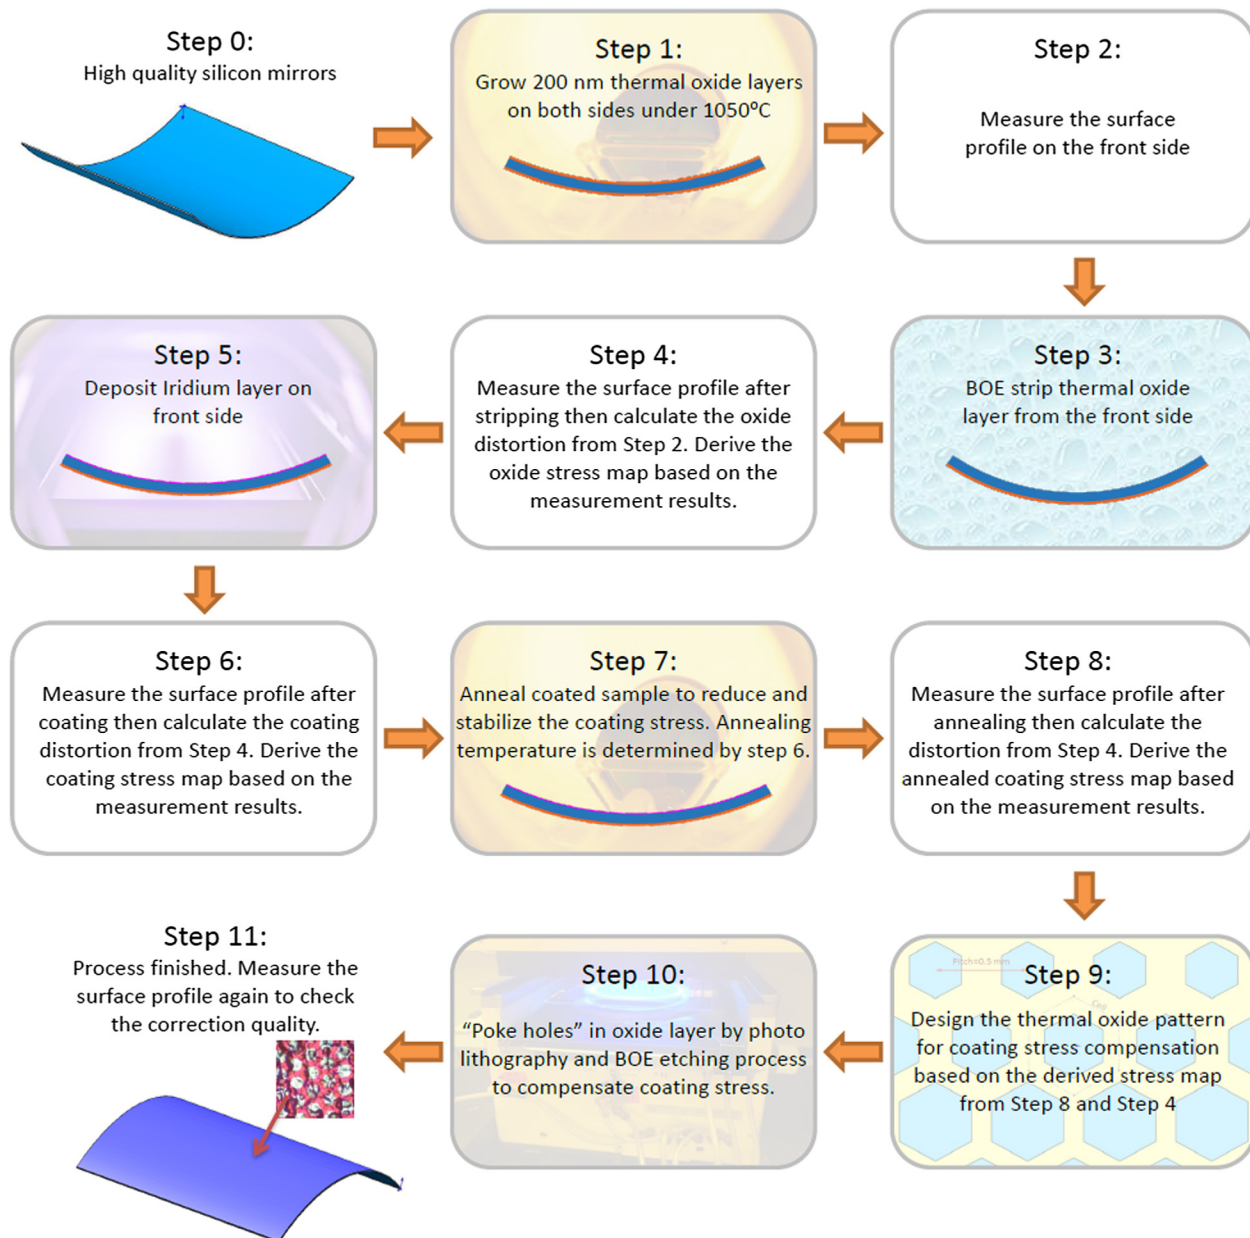 Step 0:
High quality silicon mirrors
Step 1:
Grow 200 nm thermal oxide layers
on both sides under 1050ºC
Step 2:
Measure the surface
profile on the front side
Step 3:
BOE strip thermal oxide
layer from the front side
Step 4:
Measure the surface profile after
stripping then calculate the oxide
distortion from Step 2. Derive the
oxide stress map based on the
measurement results.
Step 5:
Deposit Iridium layer on
front side
Step 6:
Measure the surface profile after
coating then calculate the coating
distortion from Step 4. Derive the
coating stress map based on the
measurement results.
Step 7:
Anneal coated sample to reduce and
stabilize the coating stress. Annealing
temperature is determined by step 6.
Step 8:
Measure the surface profile after
annealing then calculate the
distortion from Step 4. Derive the
annealed coating stress map based
on the measurement results.
Step 9:
Pitch=0.5 mm
Design the thermal oxide pattern
for coating stress compensation
based on the derived stress map
from Step 8 and Step 4
Step 10:
“Poke holes” in oxide layer by photo
lithography and BOE etching process
to compensate coating stress.
Step 11:
Process finished. Measure the
surface profile again to check
the correction quality.